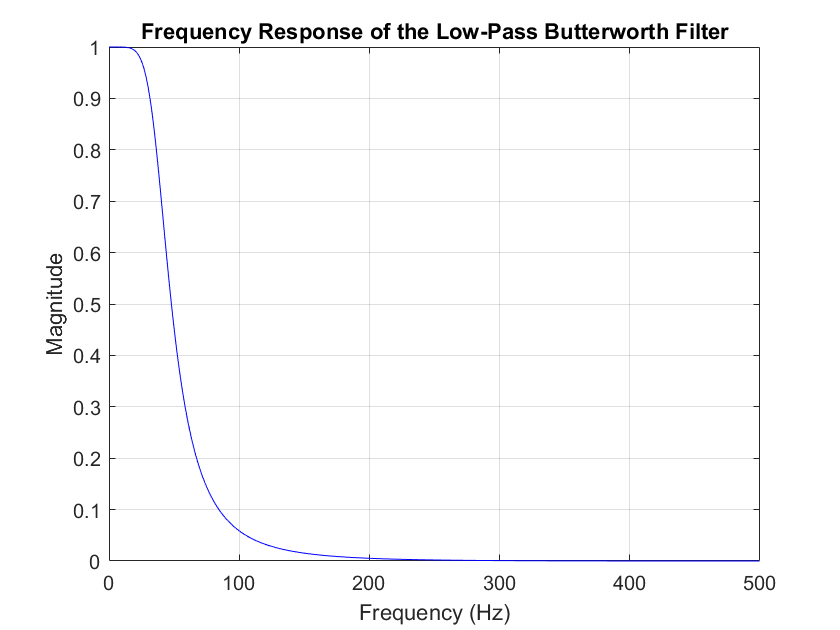 Frequency Response of the Low-Pass Butterworth Filter
1
0.9
0.8
0.7
0.6
0.5
0.4
0.3
0.2
0.1
0
Magnitude
0 100 200 300 400 500
Frequency (Hz)